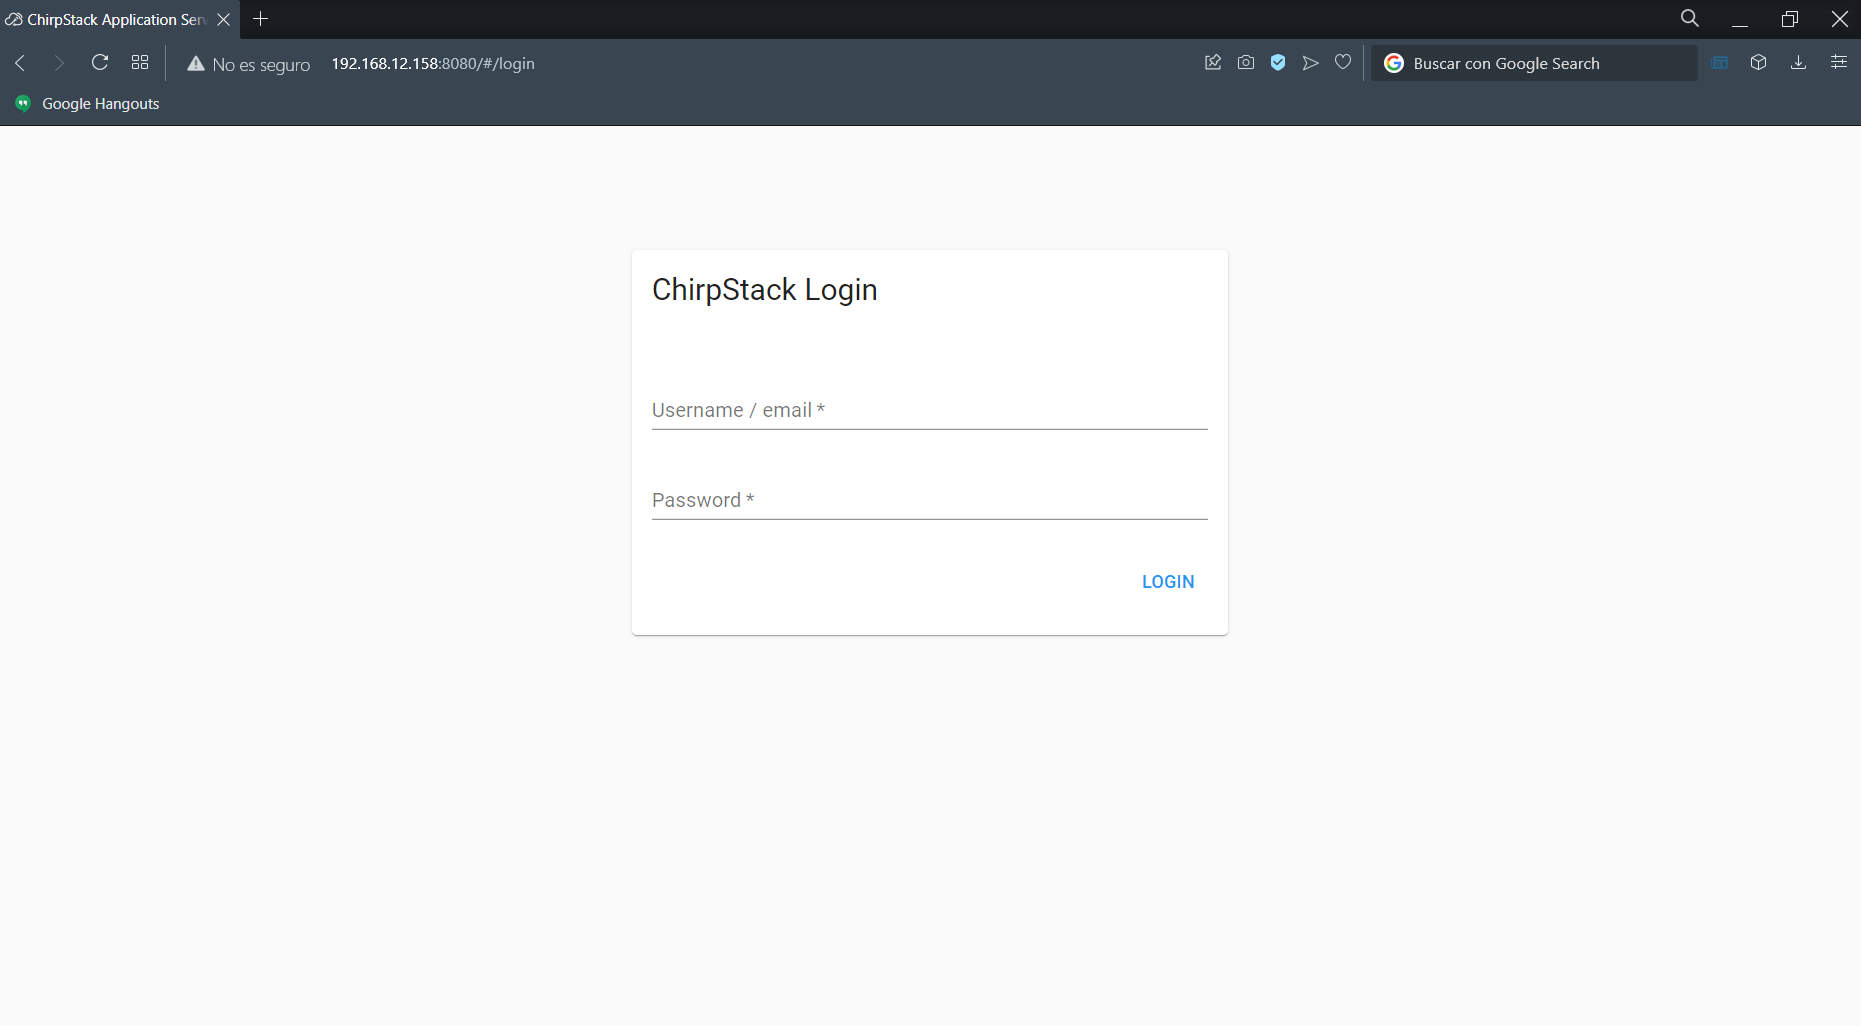 ChirpStack Application Serv
No es seguro 192.168.12.158:8080/#/login Buscar con Google Search
Google Hangouts
ChirpStack Login
Username / email *
Password *
LOGIN